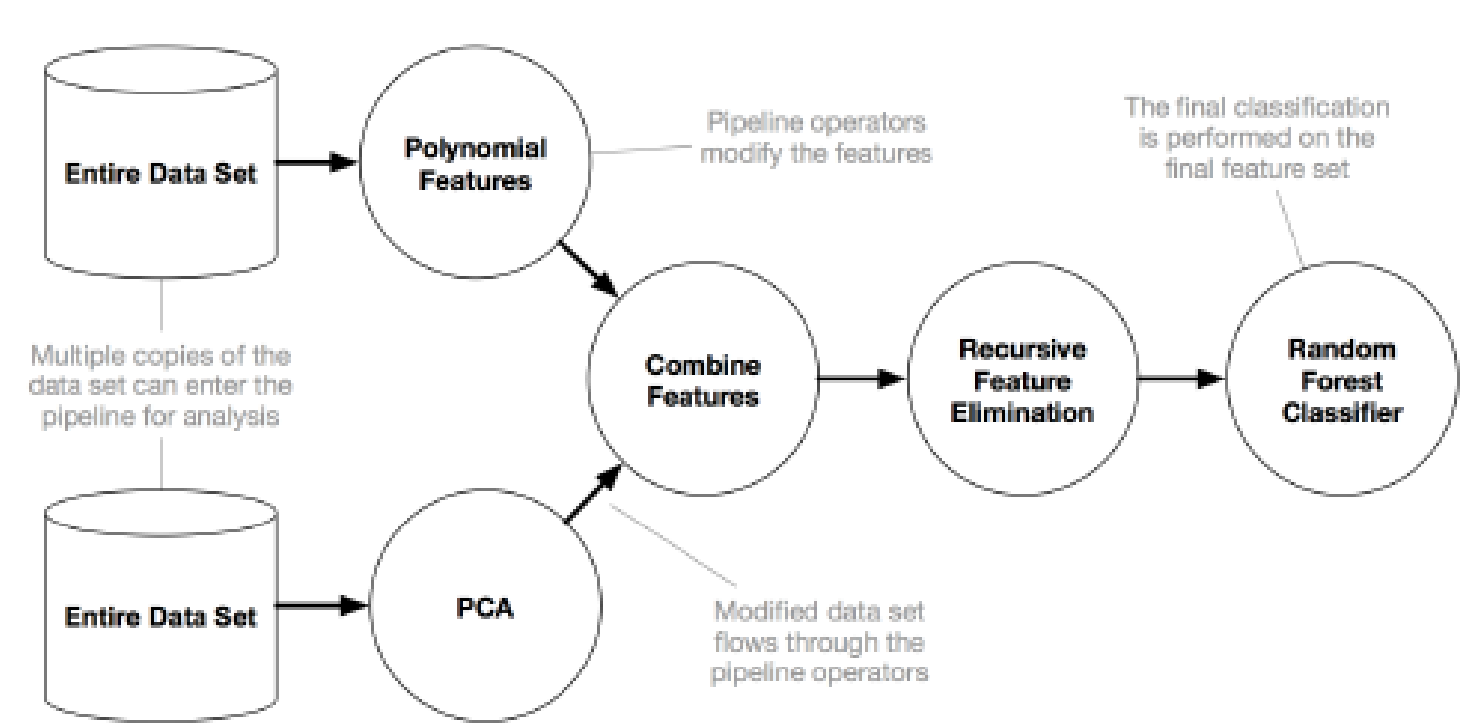 Entire Data Set
Polynomial
Features
Pipeline operators
modify the features
The final classification
is performed on the
final feature set
Multiple copies of the
data set can enter the
pipeline for analysis
Combine
Features
Recursive
Feature
Elimination
Random
Forest
Classifier
Entire Data Set
PCA
Modified data set
flows through the
pipeline operators